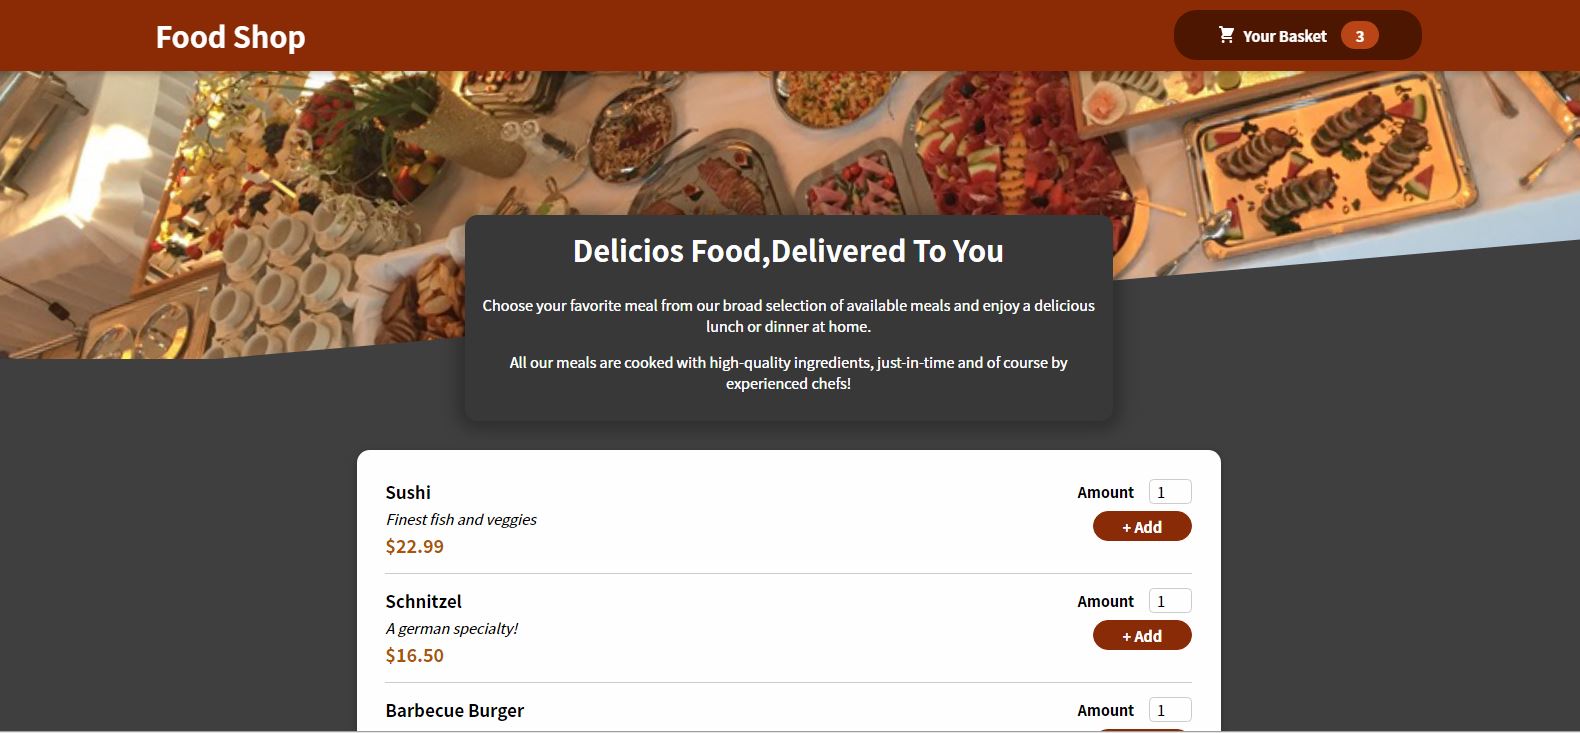 Food Shop
Your Basket 3
Delicios Food,Delivered To You
Choose your favorite meal from our broad selection of available meals and enjoy a delicious
lunch or dinner at home.
All our meals are cooked with high-quality ingredients, just-in-time and of course by
experienced chefs!
Sushi
Amount 1
Finest fish and veggies
+ Add
$22.99
Schnitzel
Amount 1
A german specialty!
+ Add
$16.50
Barbecue Burger
Amount 1